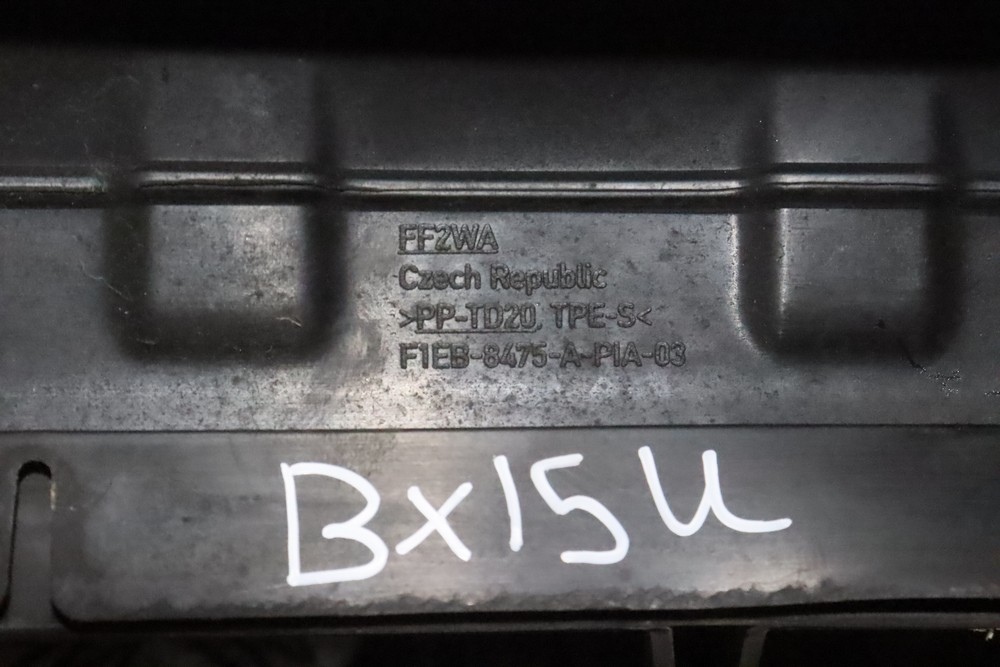 FF2WA
Czech Republic
>PP-TD20, TPE-S<
F1EB-8475-A-PIA-03
BX15U